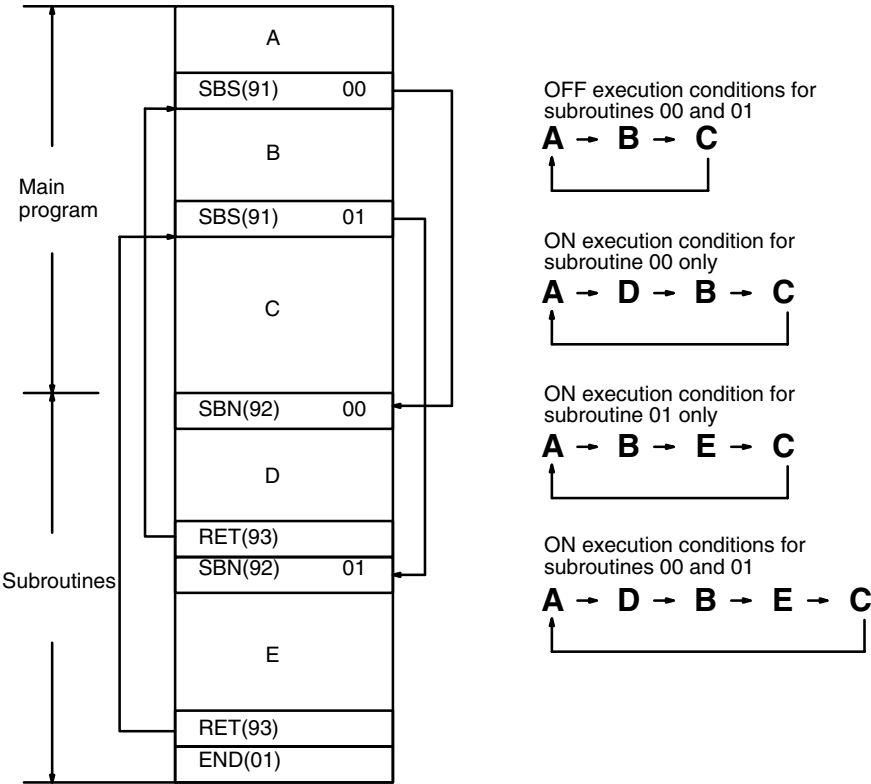 A
SBS(91) 00
B
Main
program
SBS(91) 01
C
SBN(92) 00
D
RET(93)
SBN(92) 01
Subroutines
E
RET(93)
END(01)
OFF execution conditions for
subroutines 00 and 01
A → B → C
ON execution condition for
subroutine 00 only
A → D → B → C
ON execution condition for
subroutine 01 only
A → B → E → C
ON execution conditions for
subroutines 00 and 01
A → D → B → E → C